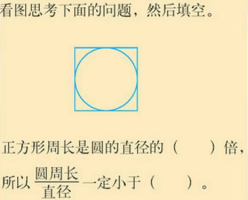 看图思考下面的问题，然后填空。
正方形周长是圆的直径的（　　）倍，
所以 圆周长/直径 一定小于（　　）。